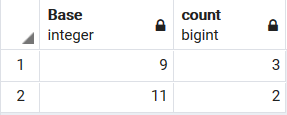 Base count
integer bigint
1 9 3
2 11 2